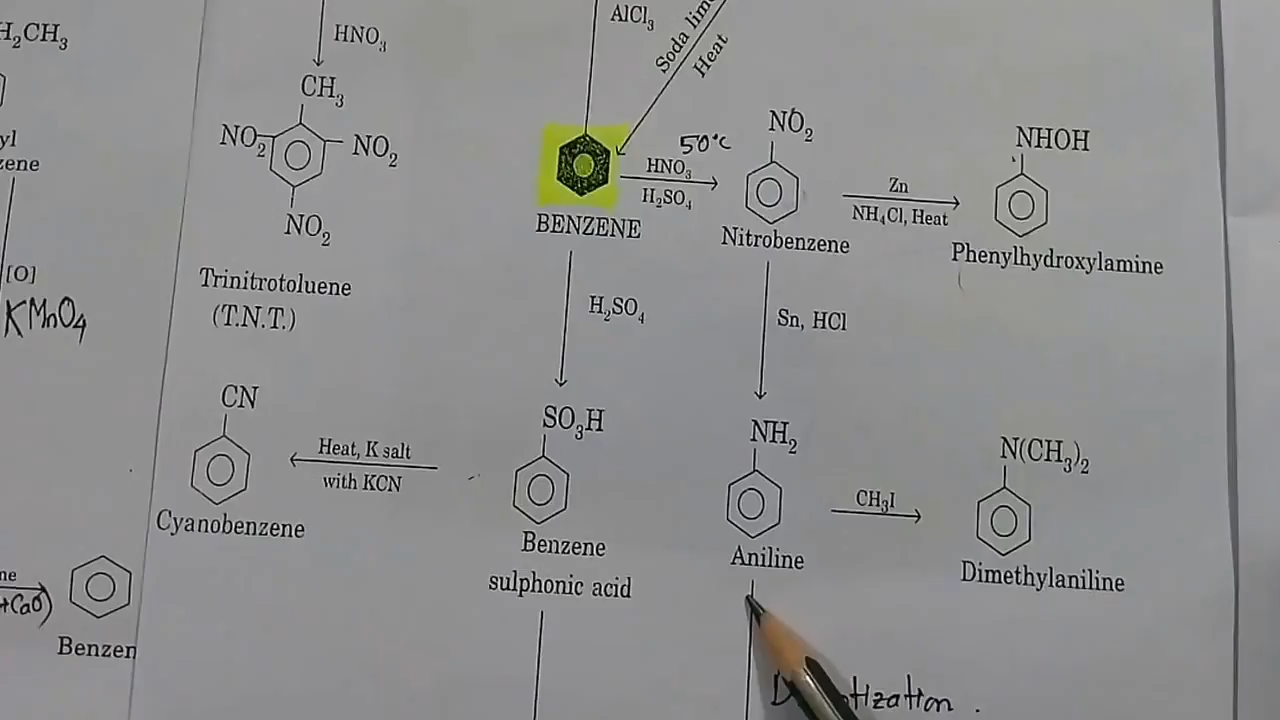 H₂CH₃
yl
zene
[O]
KMnO₄
HNO₃
CH₃
NO₂
NO₂
NO₂
Trinitrotoluene
(T.N.T.)
AlCl₃
Heat
BENZENE
50°C
HNO₃
H₂SO₄
NO₂
Nitrobenzene
Zn
NH₄Cl, Heat
NHOH
Phenylhydroxylamine
H₂SO₄
Sn, HCl
CN
Cyanobenzene
Heat, K salt
with KCN
SO₃H
Benzene
sulphonic acid
NH₂
Aniline
CH₃I
N(CH₃)₂
Dimethylaniline
ne
+CaO)
Benzen